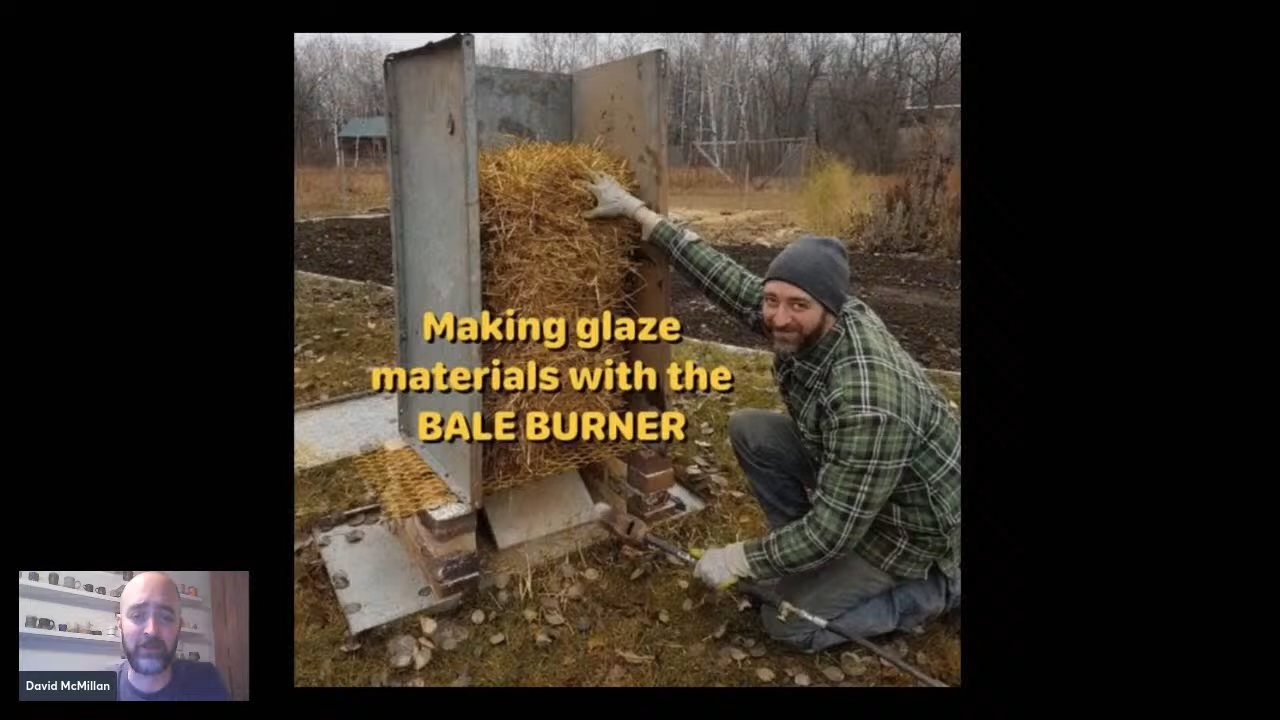 Making glaze
materials with the
BALE BURNER
David McMillan